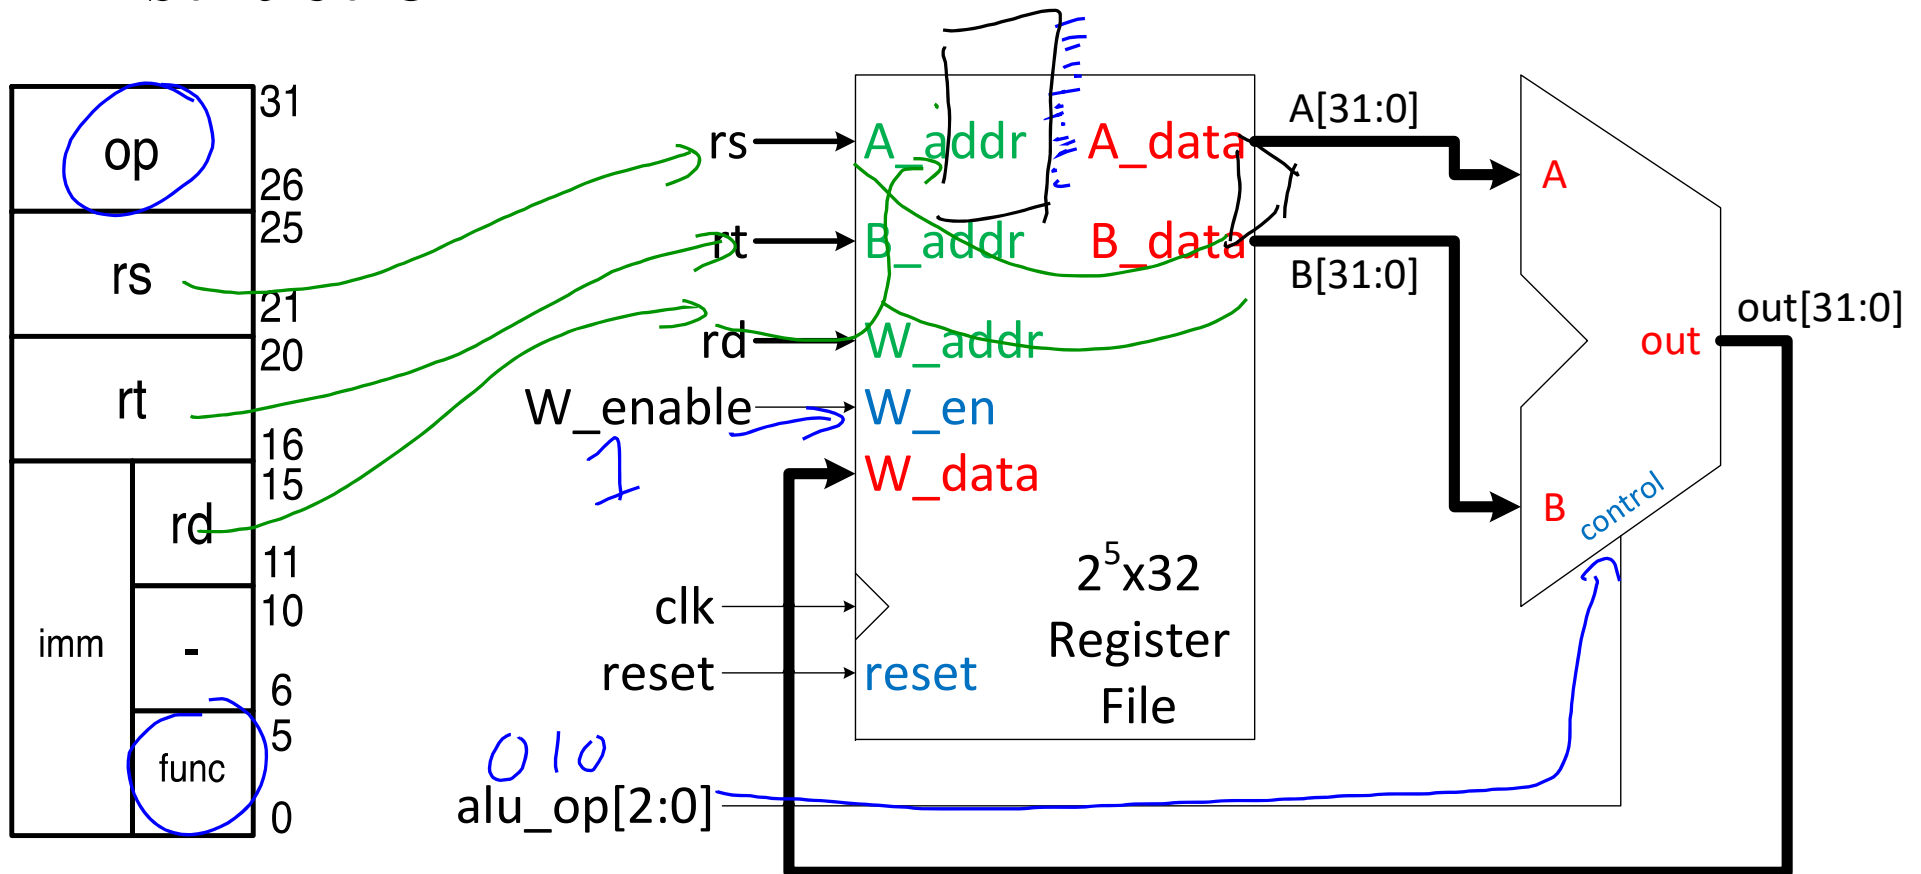 op
31
26
rs
25
21
rt
20
16
imm
rd
15
11
-
10
6
func
5
0
rs
A_addr
A_data
A[31:0]
A
rt
B_addr
B_data
B[31:0]
rd
W_addr
out
out[31:0]
W_enable
W_en
1
W_data
B
control
2^5x32
Register
File
clk
reset
reset
010
alu_op[2:0]